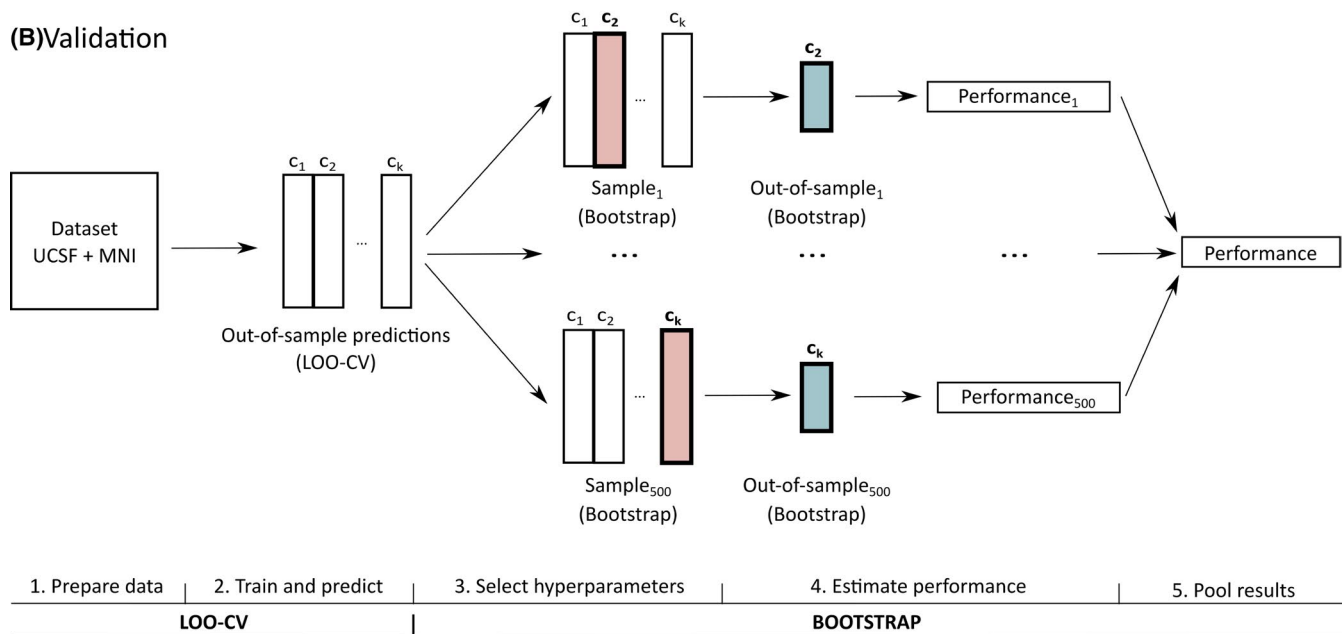 (B)Validation
c1 c2 ck
c2
Performance1
Sample1
(Bootstrap)
Out-of-sample1
(Bootstrap)
Dataset
UCSF + MNI
c1 c2 ck
...
Out-of-sample predictions
(LOO-CV)
...
... ... ...
Performance
c1 c2 ck
...
ck
Performance500
Sample500
(Bootstrap)
Out-of-sample500
(Bootstrap)
1. Prepare data | 2. Train and predict | 3. Select hyperparameters | 4. Estimate performance | 5. Pool results
LOO-CV | BOOTSTRAP